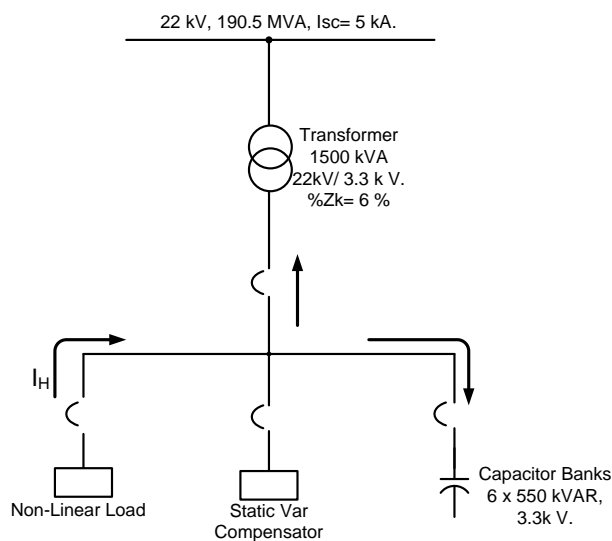 22 kV, 190.5 MVA, Isc= 5 kA.
Transformer
1500 kVA
22kV/ 3.3 k V.
%Zk= 6 %
I_H
Non-Linear Load
Static Var
Compensator
Capacitor Banks
6 x 550 kVAR,
3.3k V.